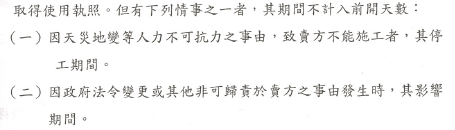 取得使用執照。但有下列情事之一者，其期間不計入前開天數：
（一）因天災地變等人力不可抗力之事由，致賣方不能施工者，其停
工期間。
（二）因政府法令變更或其他非可歸責於賣方之事由發生時，其影響
期間。